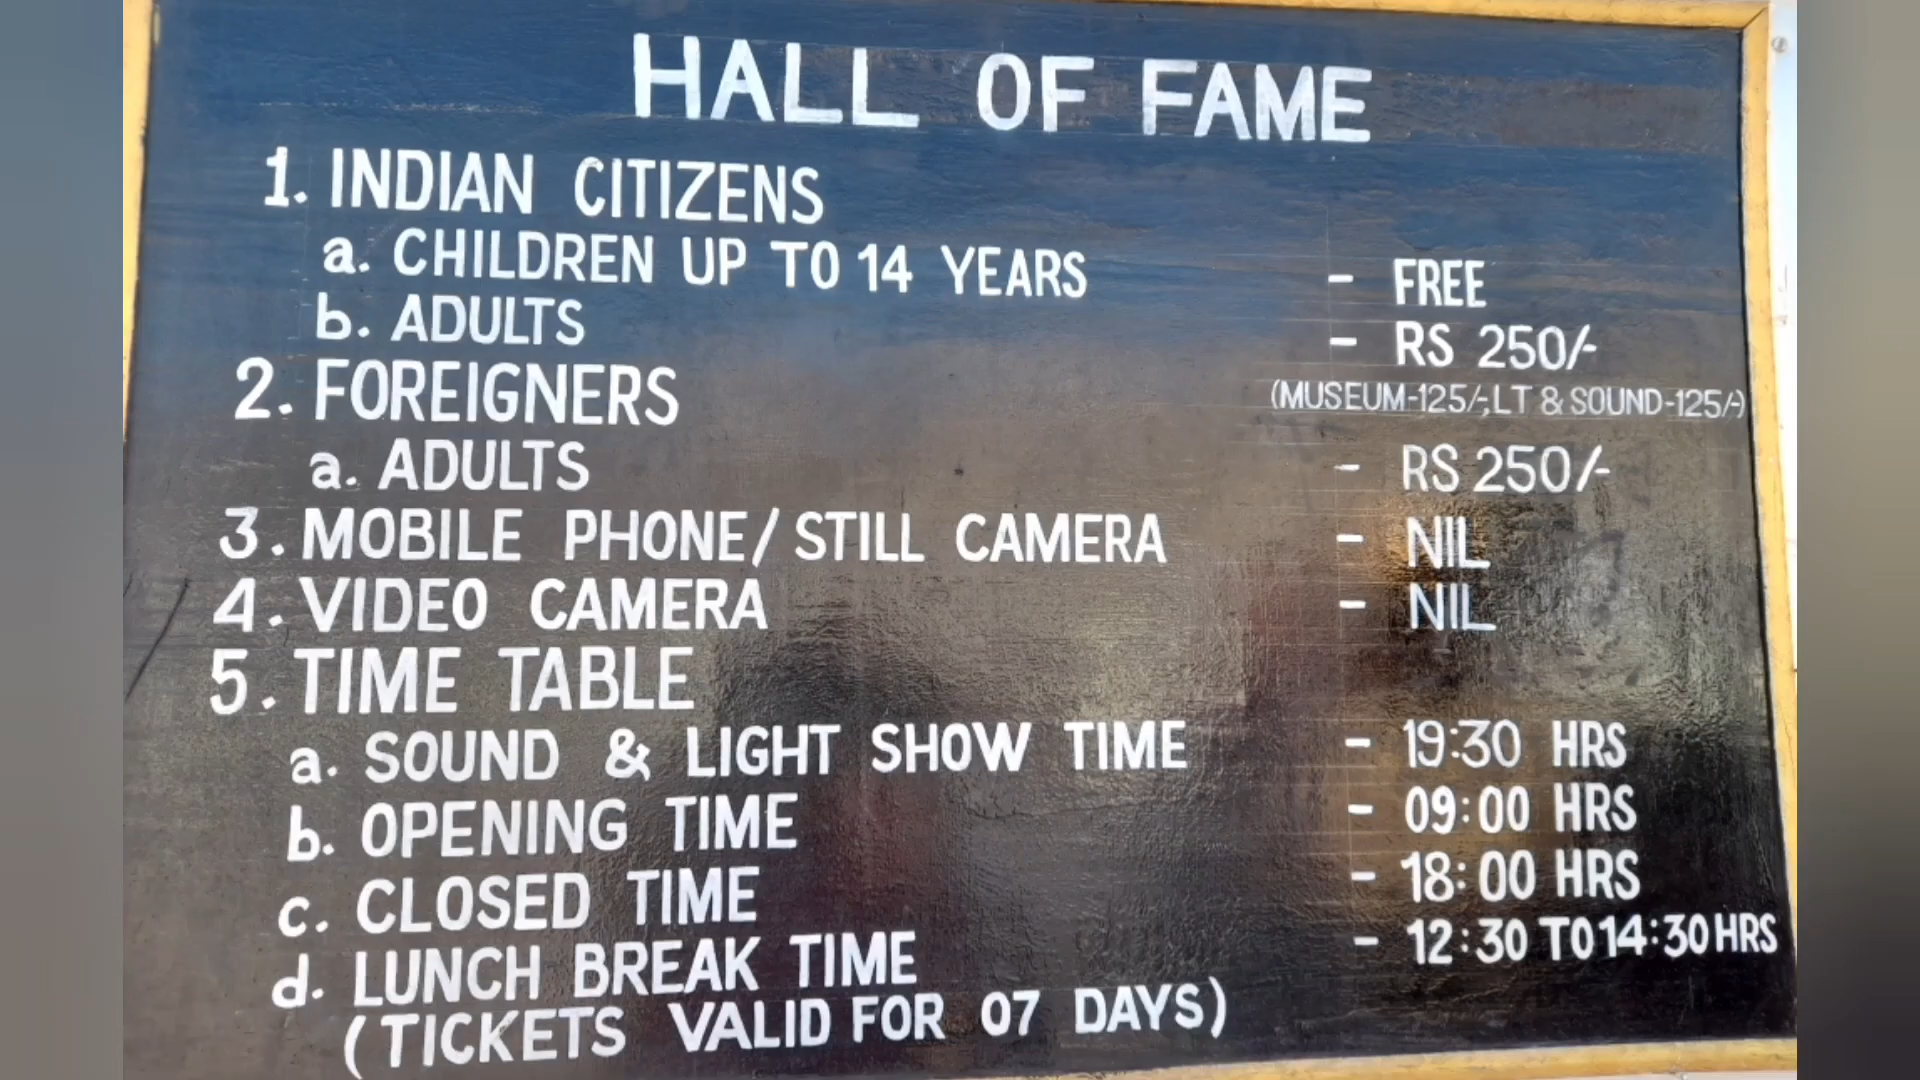 HALL OF FAME
1. INDIAN CITIZENS
a. CHILDREN UP TO 14 YEARS - FREE
b. ADULTS - RS 250/-
(MUSEUM-125/-,LT & SOUND-125/-)
2. FOREIGNERS
a. ADULTS - RS 250/-
3. MOBILE PHONE/STILL CAMERA - NIL
4. VIDEO CAMERA - NIL
5. TIME TABLE
a. SOUND & LIGHT SHOW TIME - 19:30 HRS
b. OPENING TIME - 09:00 HRS
c. CLOSED TIME - 18:00 HRS
d. LUNCH BREAK TIME - 12:30 TO 14:30 HRS
(TICKETS VALID FOR 07 DAYS)